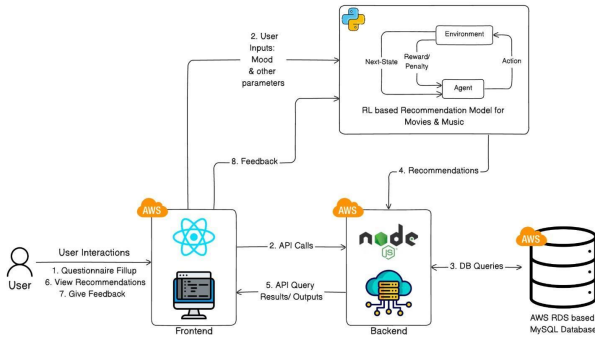 2. User
Inputs:
Mood
& other
parameters
Environment
Next-State
Reward/
Penalty
Action
Agent
RL based Recommendation Model for
Movies & Music
8. Feedback
4. Recommendations
AWS
AWS
AWS
User Interactions
1. Questionnaire Fillup
6. View Recommendations
7. Give Feedback
User
2. API Calls
node
JS
3. DB Queries
5. API Query
Results/ Outputs
Frontend
Backend
AWS RDS based
MySQL Database